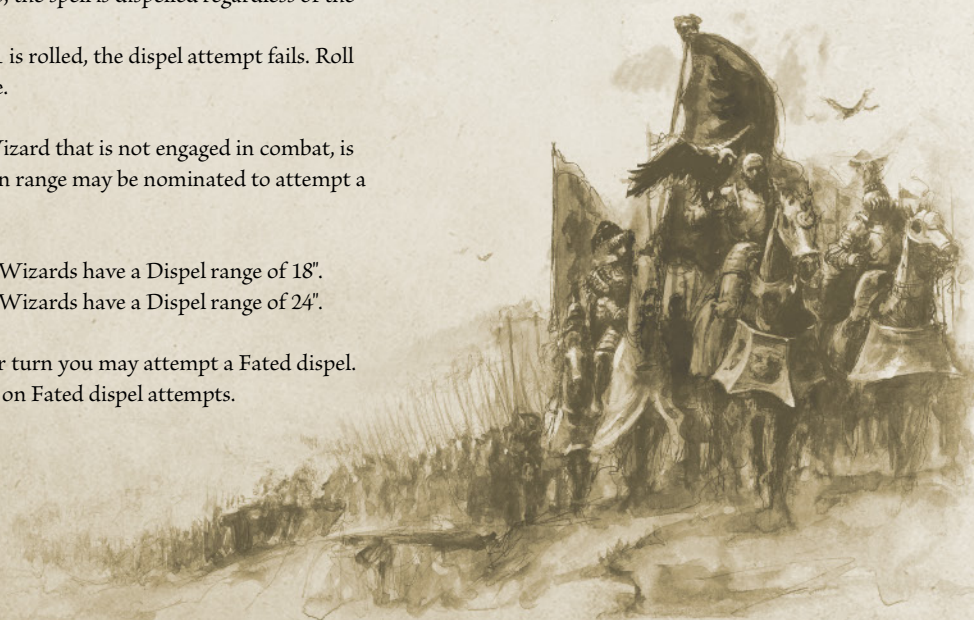 the spell is dispelled regardless of the
is rolled, the dispel attempt fails. Roll
Wizard that is not engaged in combat, is
range may be nominated to attempt a
Wizards have a Dispel range of 18".
Wizards have a Dispel range of 24".
turn you may attempt a Fated dispel.
on Fated dispel attempts.